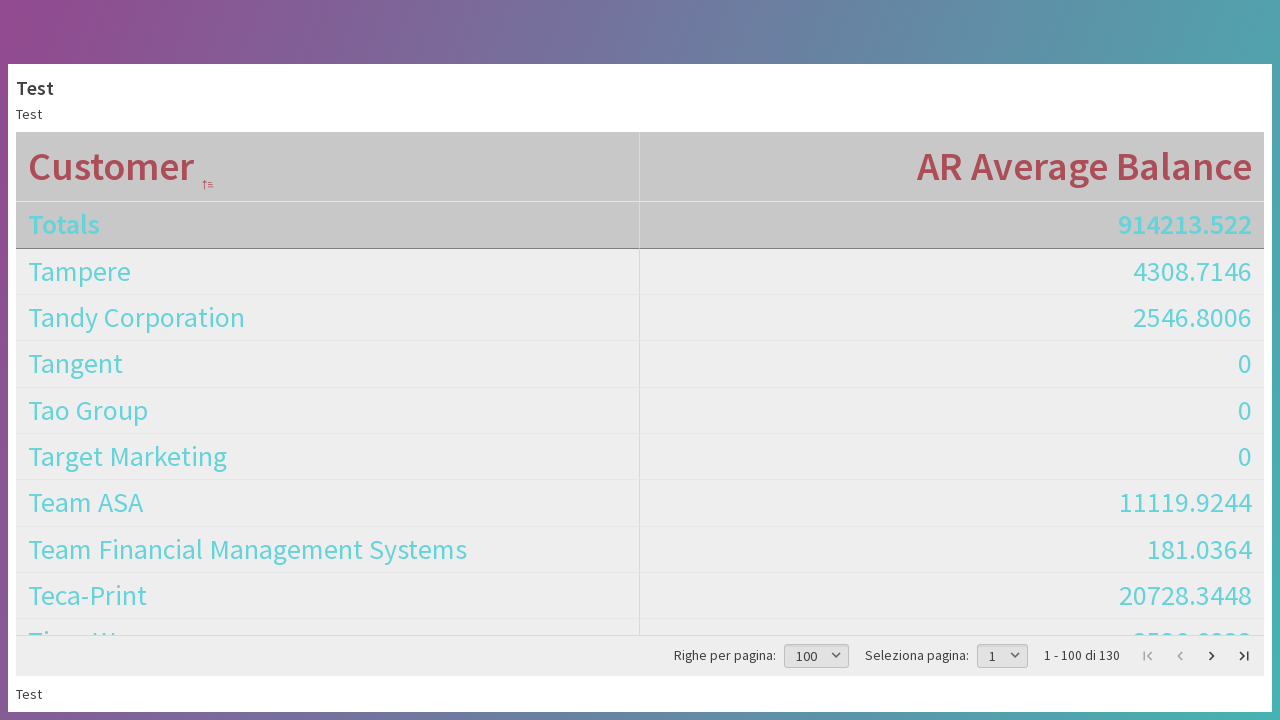 Test
Test
Customer AR Average Balance
Totals 914213.522
Tampere 4308.7146
Tandy Corporation 2546.8006
Tangent 0
Tao Group 0
Target Marketing 0
Team ASA 11119.9244
Team Financial Management Systems 181.0364
Teca-Print 20728.3448
Righe per pagina: 100 Seleziona pagina: 1 1 - 100 di 130
Test